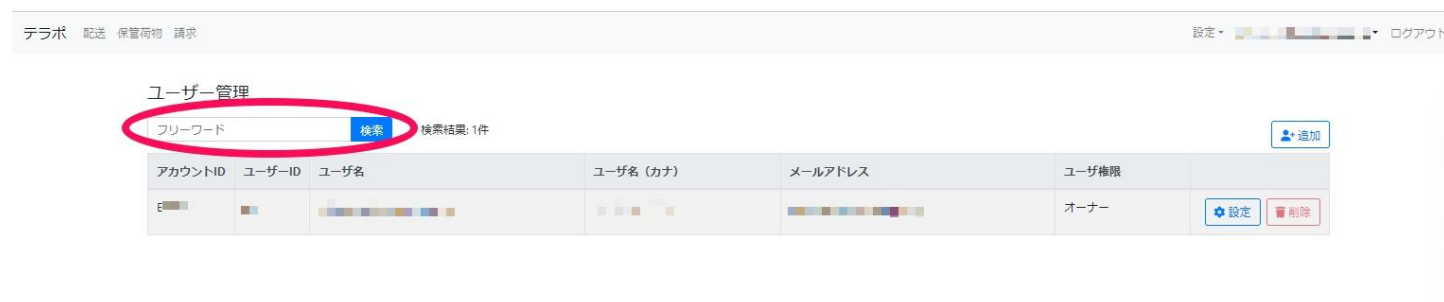 テラポ 配送 保管荷物 請求 設定 ログアウト
ユーザー管理
フリーワード 検索 検索結果: 1件 追加
アカウントID ユーザーID ユーザ名 ユーザ名（カナ） メールアドレス ユーザ権限
E オーナー 設定 削除